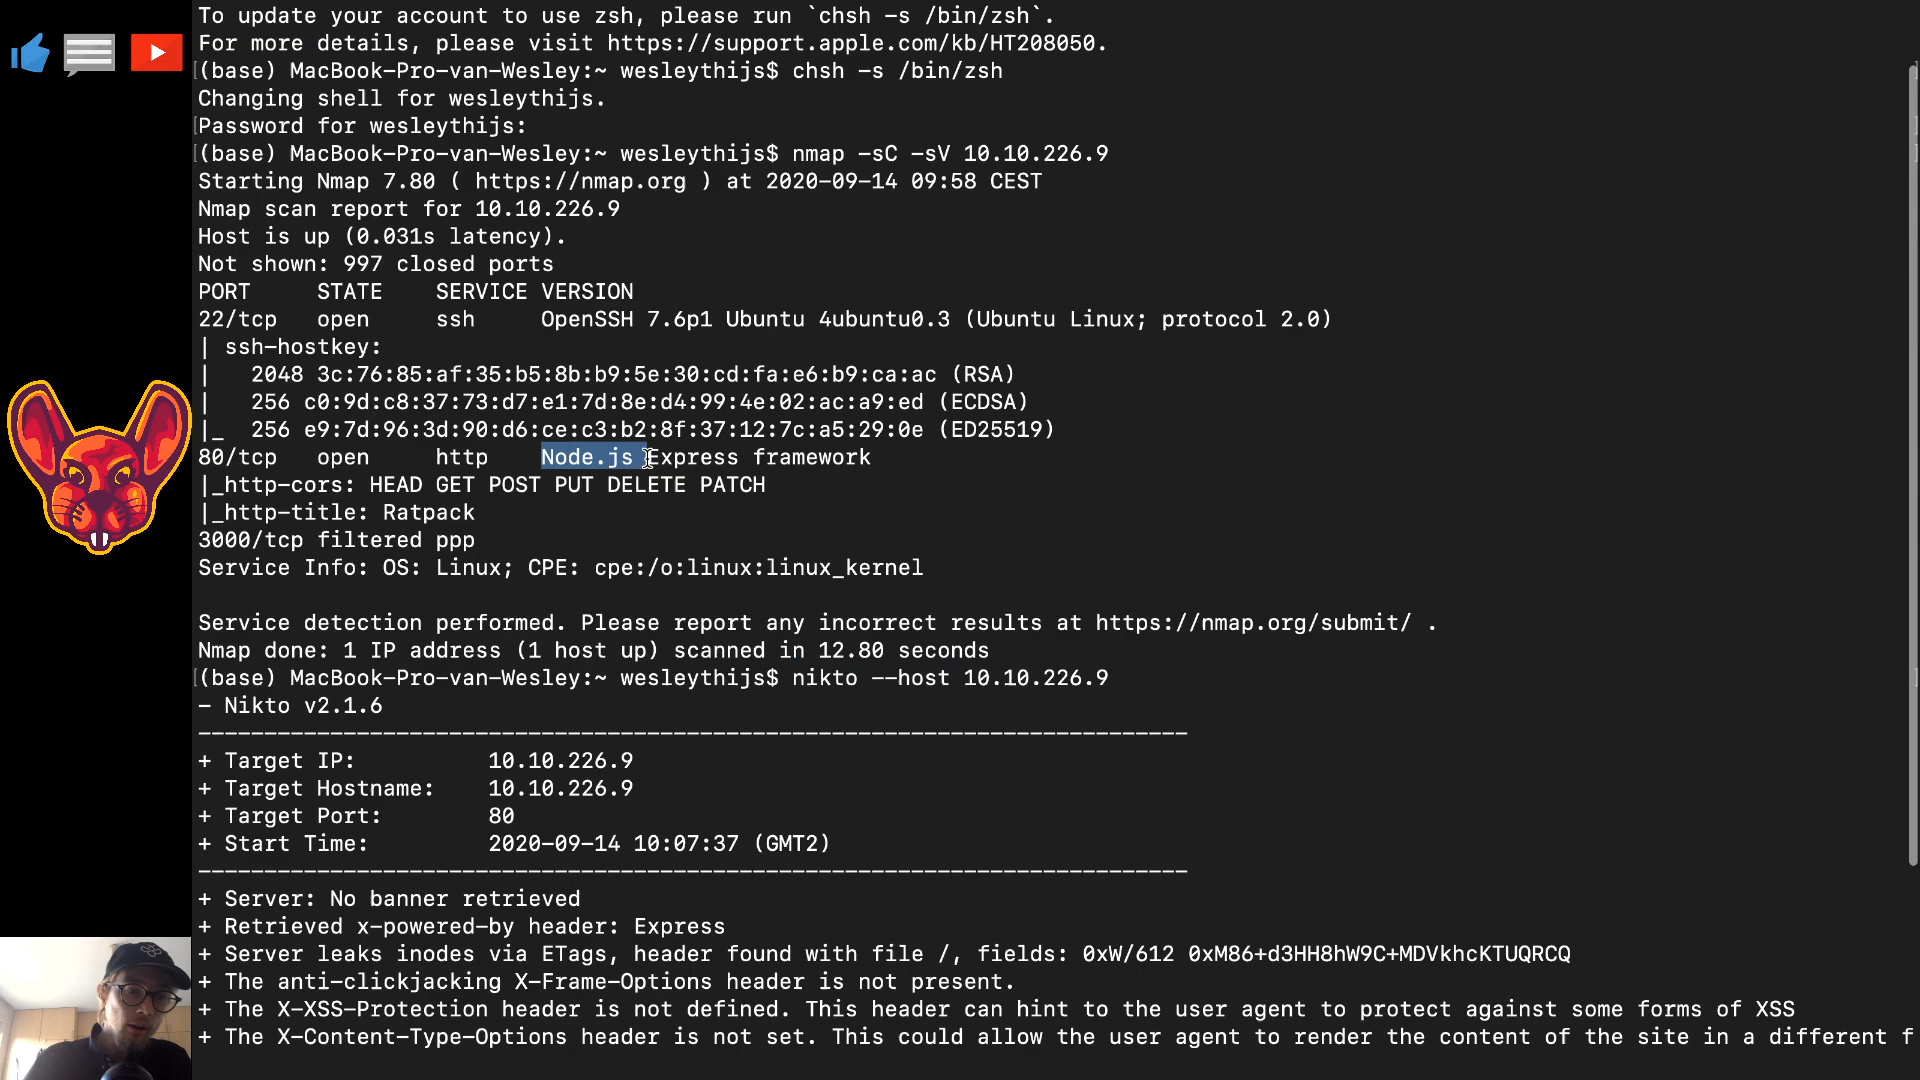 To update your account to use zsh, please run `chsh -s /bin/zsh`.
For more details, please visit https://support.apple.com/kb/HT208050.
[(base) MacBook-Pro-van-Wesley:~ wesleythijs$ chsh -s /bin/zsh ]
Changing shell for wesleythijs.
[Password for wesleythijs: ]
[(base) MacBook-Pro-van-Wesley:~ wesleythijs$ nmap -sC -sV 10.10.226.9 ]
Starting Nmap 7.80 ( https://nmap.org ) at 2020-09-14 09:58 CEST
Nmap scan report for 10.10.226.9
Host is up (0.031s latency).
Not shown: 997 closed ports
PORT     STATE    SERVICE VERSION
22/tcp   open     ssh     OpenSSH 7.6p1 Ubuntu 4ubuntu0.3 (Ubuntu Linux; protocol 2.0)
| ssh-hostkey:
|   2048 3c:76:85:af:35:b5:8b:b9:5e:30:cd:fa:e6:b9:ca:ac (RSA)
|   256 c0:9d:c8:37:73:d7:e1:7d:8e:d4:99:4e:02:ac:a9:ed (ECDSA)
|_  256 e9:7d:96:3d:90:d6:ce:c3:b2:8f:37:12:7c:a5:29:0e (ED25519)
80/tcp   open     http    Node.js Express framework
|_http-cors: HEAD GET POST PUT DELETE PATCH
|_http-title: Ratpack
3000/tcp filtered ppp
Service Info: OS: Linux; CPE: cpe:/o:linux:linux_kernel
Service detection performed. Please report any incorrect results at https://nmap.org/submit/ .
Nmap done: 1 IP address (1 host up) scanned in 12.80 seconds
[(base) MacBook-Pro-van-Wesley:~ wesleythijs$ nikto --host 10.10.226.9 ]
- Nikto v2.1.6
---------------------------------------------------------------------------
+ Target IP:          10.10.226.9
+ Target Hostname:    10.10.226.9
+ Target Port:        80
+ Start Time:         2020-09-14 10:07:37 (GMT2)
---------------------------------------------------------------------------
+ Server: No banner retrieved
+ Retrieved x-powered-by header: Express
+ Server leaks inodes via ETags, header found with file /, fields: 0xW/612 0xM86+d3HH8hW9C+MDVkhcKTUQRCQ
+ The anti-clickjacking X-Frame-Options header is not present.
+ The X-XSS-Protection header is not defined. This header can hint to the user agent to protect against some forms of XSS
+ The X-Content-Type-Options header is not set. This could allow the user agent to render the content of the site in a different f